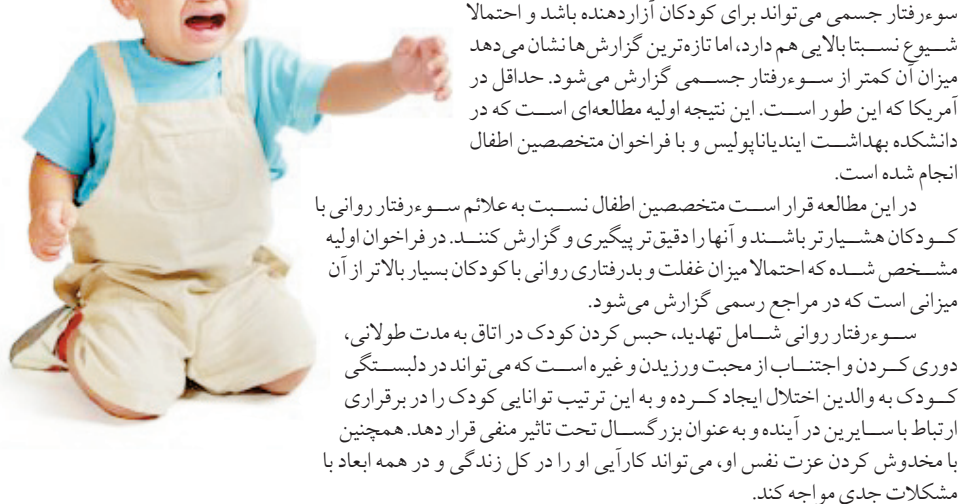 سوءرفتار جسمی می‌تواند برای کودکان آزاردهنده باشد و احتمالا
شیوع نسبتا بالایی هم دارد، اما تازه‌ترین گزارش‌ها نشان می‌دهد
میزان آن کمتر از سوءرفتار جسمی گزارش می‌شود. حداقل در
آمریکا که این طور است. این نتیجه اولیه مطالعه‌ای است که در
دانشکده بهداشت ایندیاناپولیس و با فراخوان متخصصین اطفال
انجام شده است.
در این مطالعه قرار است متخصصین اطفال نسبت به علائم سوءرفتار روانی با
کودکان هشیارتر باشند و آنها را دقیق‌تر پیگیری و گزارش کنند. در فراخوان اولیه
مشخص شده که احتمالا میزان غفلت و بدرفتاری روانی با کودکان بسیار بالاتر از آن
میزانی است که در مراجع رسمی گزارش می‌شود.
سوءرفتار روانی شامل تهدید، حبس کردن کودک در اتاق به مدت طولانی،
دوری کردن و اجتناب از محبت ورزیدن و غیره است که می‌تواند در دلبستگی
کودک به والدین اختلال ایجاد کرده و به این ترتیب توانایی کودک را در برقراری
ارتباط با سایرین در آینده و به عنوان بزرگسال تحت تاثیر منفی قرار دهد. همچنین
با مخدوش کردن عزت نفس او، می‌تواند کارآیی او را در کل زندگی و در همه ابعاد با
مشکلات جدی مواجه کند.